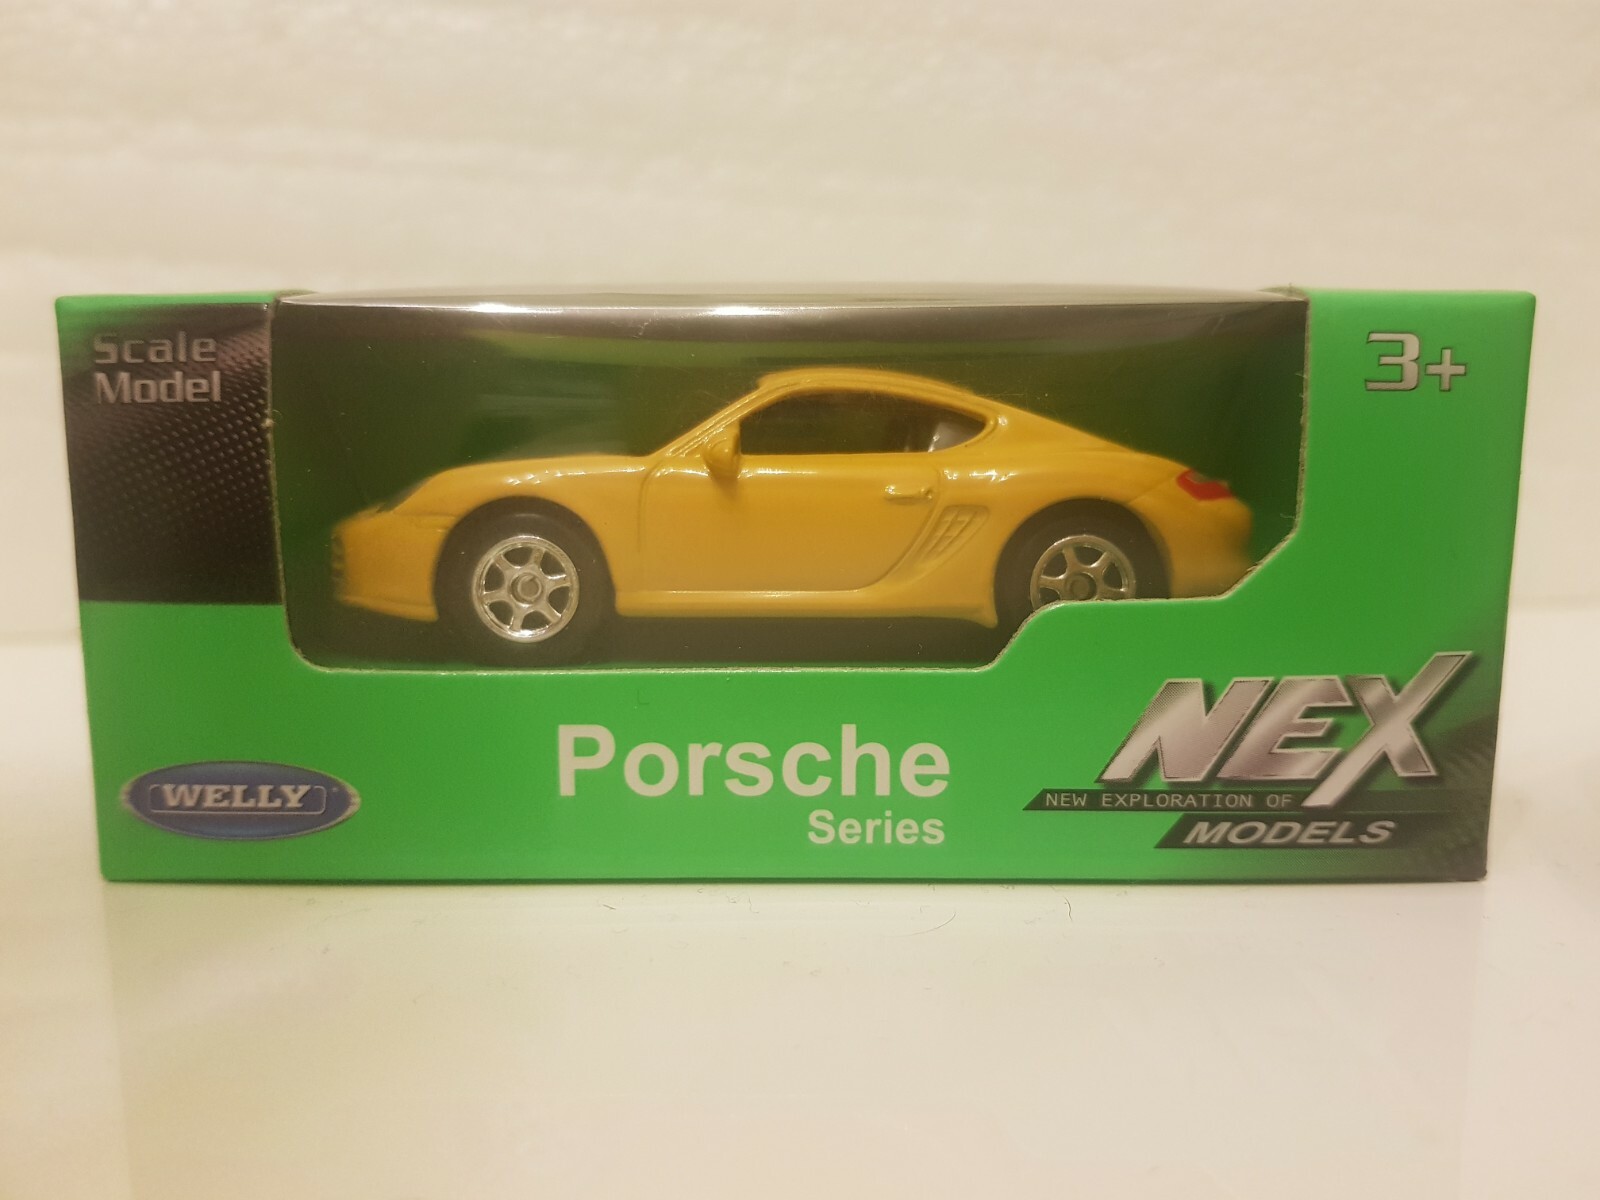 Scale
Model
3+
Porsche
Series
WELLY
NEX
NEW EXPLORATION OF
MODELS